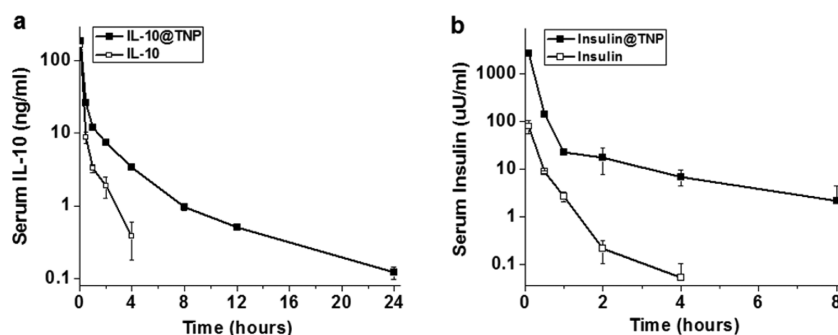 a
IL-10@TNP
IL-10
Serum IL-10 (ng/ml)
100
10
1
0.1
0 4 8 12 16 20 24
Time (hours)
b
Insulin@TNP
Insulin
Serum Insulin (uU/ml)
1000
100
10
1
0.1
0 2 4 6 8
Time (hours)